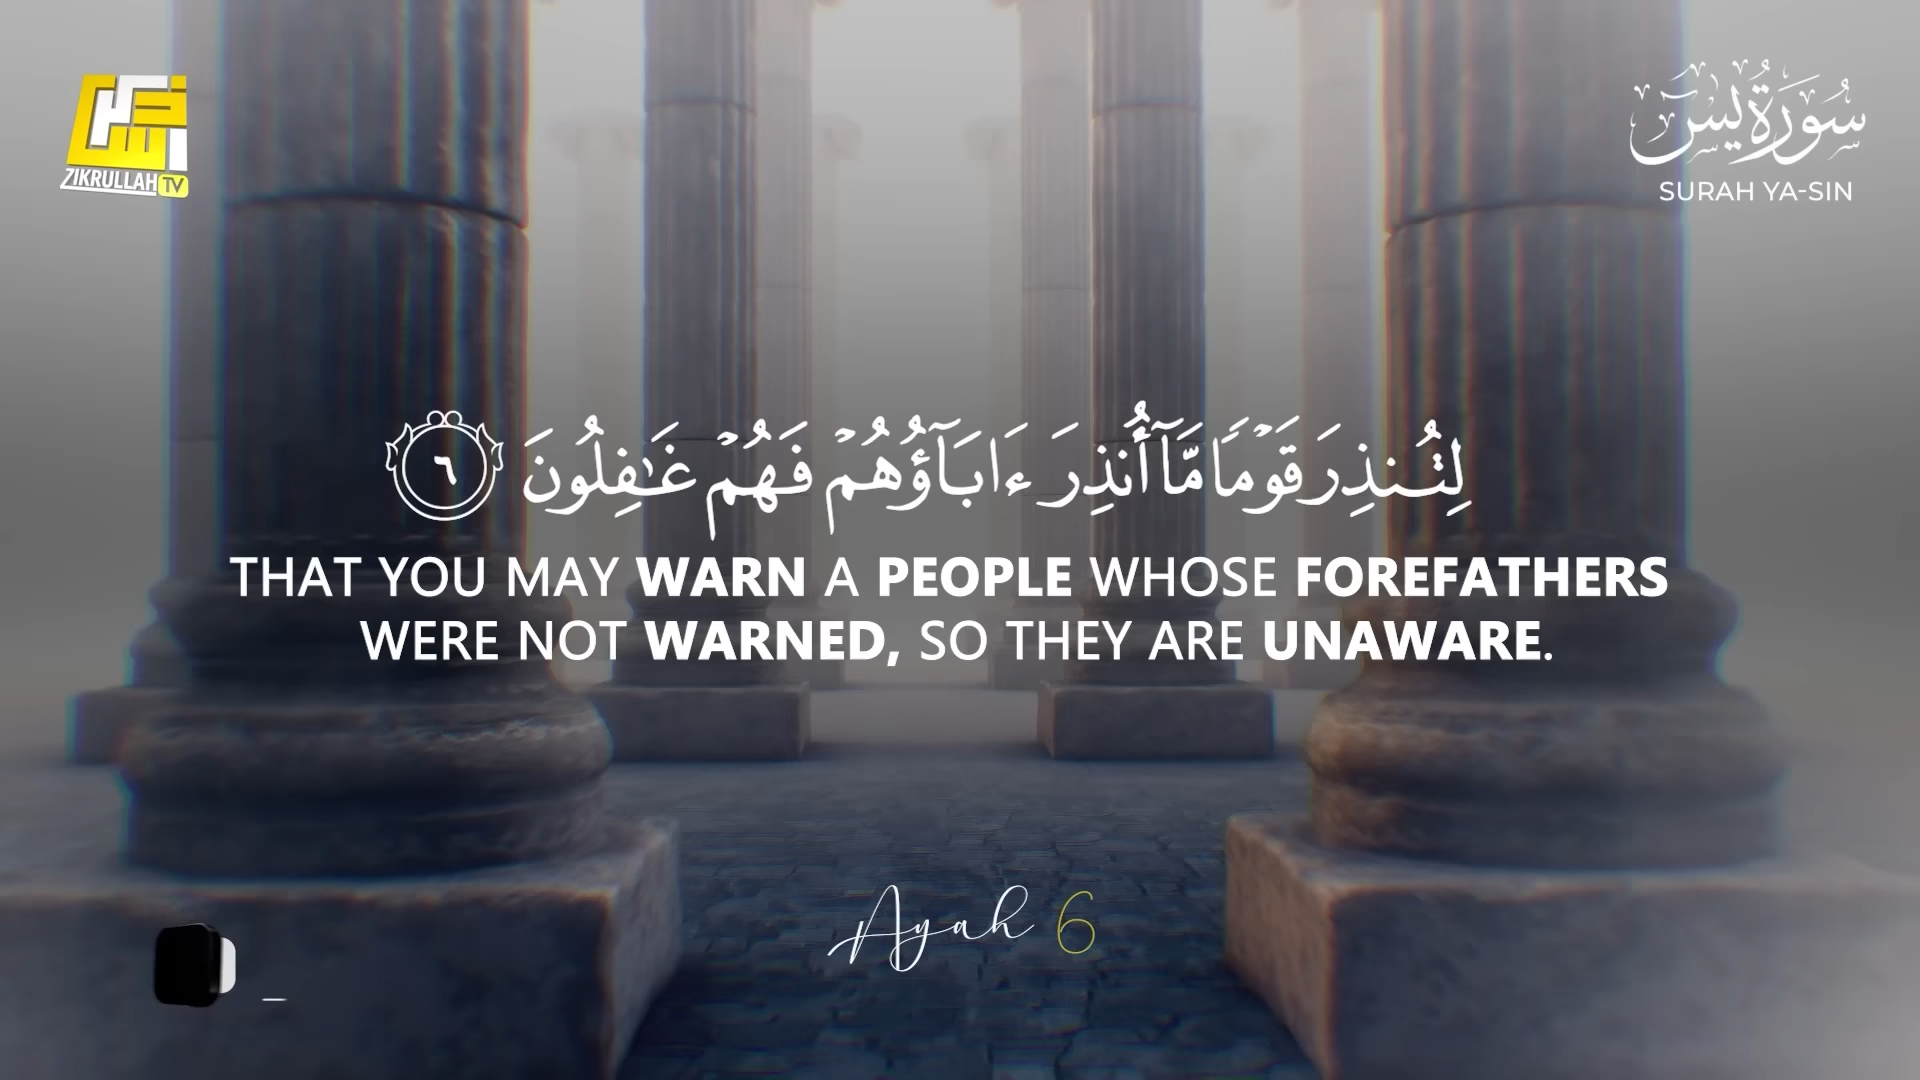 ZIKRULLAH TV
سُورَةُ يسٓ
SURAH YA-SIN
لِتُنذِرَ قَوْمًا مَّآ أُنذِرَ ءَابَآؤُهُمْ فَهُمْ غَـٰفِلُونَ ٦
THAT YOU MAY WARN A PEOPLE WHOSE FOREFATHERS
WERE NOT WARNED, SO THEY ARE UNAWARE.
Ayah 6